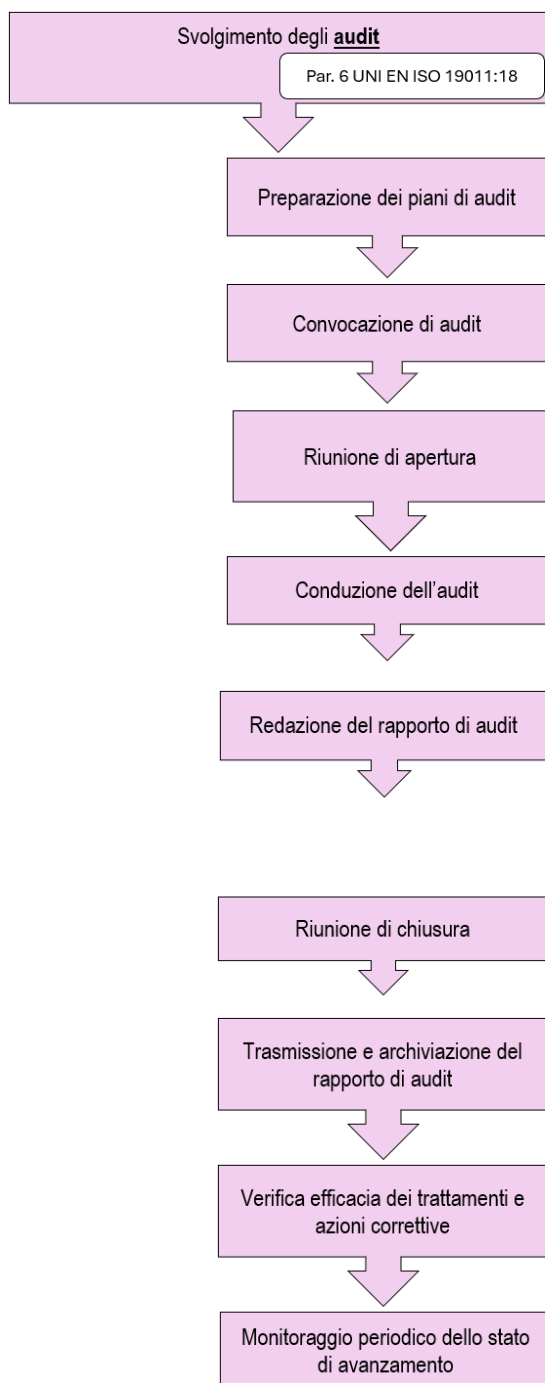 Svolgimento degli audit
Par. 6 UNI EN ISO 19011:18
Preparazione dei piani di audit
Convocazione di audit
Riunione di apertura
Conduzione dell'audit
Redazione del rapporto di audit
Riunione di chiusura
Trasmissione e archiviazione del
rapporto di audit
Verifica efficacia dei trattamenti e
azioni correttive
Monitoraggio periodico dello stato
di avanzamento